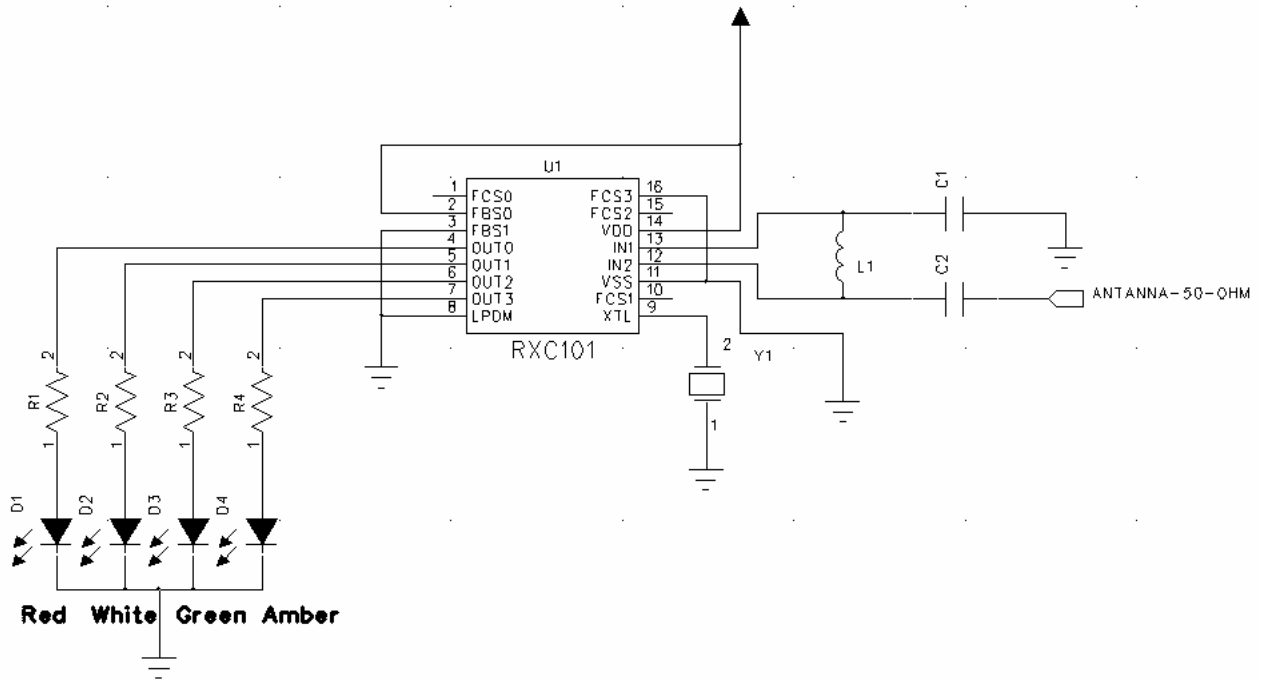 U1
1 FCS0 FCS3 16
2 FBS0 FCS2 15
3 FBS1 VDD 14
4 OUT0 IN1 13
5 OUT1 IN2 12
6 OUT2 VSS 11
7 OUT3 FCS1 10
8 LPDM XTL 9
RXC101
C1
L1
C2
ANTANNA-50-OHM
2
Y1
1
2 2 2 2
R1 R2 R3 R4
1 1 1 1
D1 D2 D3 D4
Red White Green Amber